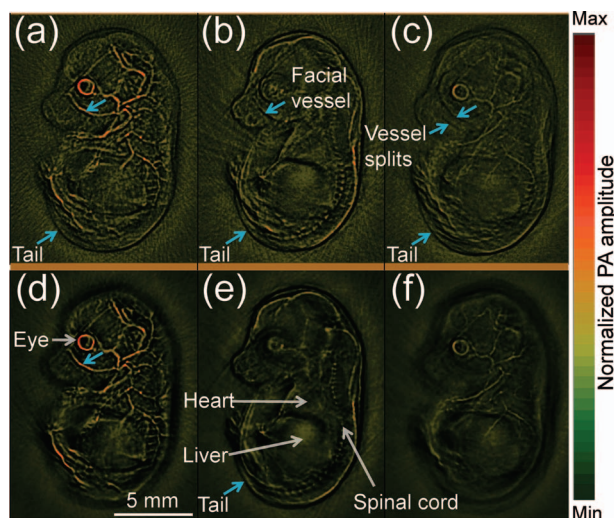 (a)
(b)
(c)
Max
Facial
vessel
Vessel
splits
Tail
Tail
Normalized PA amplitude
(d)
(e)
(f)
Eye
Heart
Liver
5 mm
Tail
Spinal cord
Min